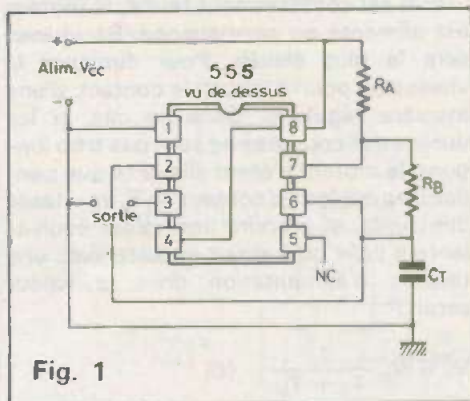 +
Alim. Vcc
-
555
vu de dessus
1
8
RA
2
7
3
6
sortie
4
5
NC
RB
CT
Fig. 1